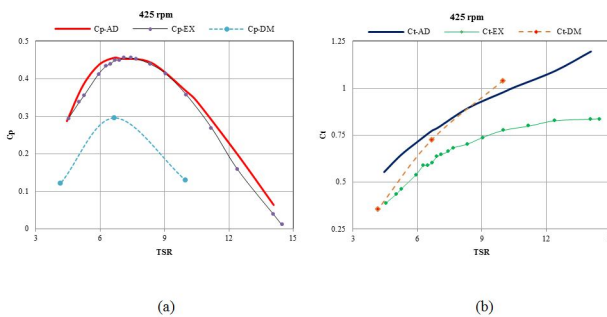 425 rpm
Cp-AD Cp-EX Cp-DM
0.5
0.4
0.3
0.2
0.1
0
Cp
3 6 9 12 15
TSR
(a)
425 rpm
Ct-AD Ct-EX Ct-DM
1.25
1
0.75
0.5
0.25
Ct
3 6 9 12
TSR
(b)